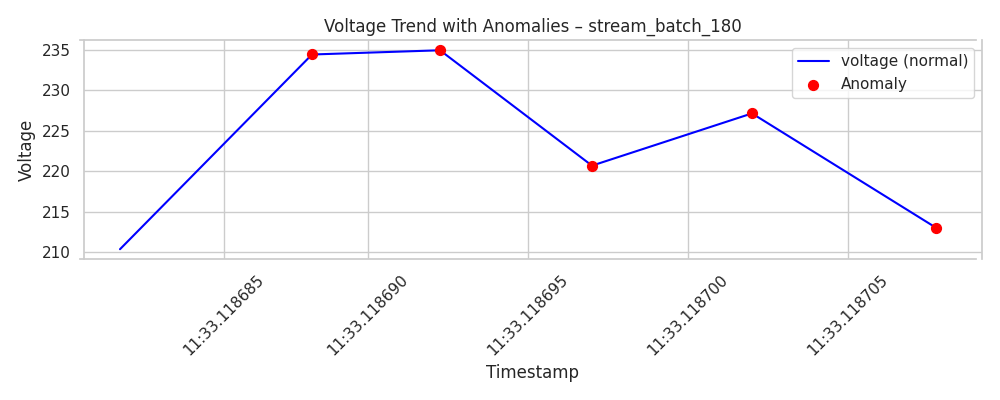 Voltage Trend with Anomalies – stream_batch_180
voltage (normal)
Anomaly
Voltage
235
230
225
220
215
210
11:33.118685
11:33.118690
11:33.118695
11:33.118700
11:33.118705
Timestamp